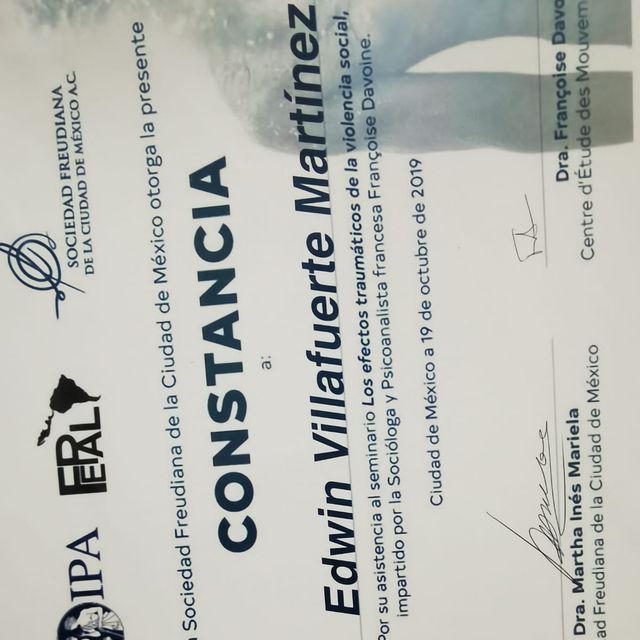 IPA
FEPAL
SOCIEDAD FREUDIANA
DE LA CIUDAD DE MÉXICO A.C.
Sociedad Freudiana de la Ciudad de México otorga la presente
CONSTANCIA
a:
Edwin Villafuerte Martínez
Por su asistencia al seminario Los efectos traumáticos de la violencia social,
impartido por la Socióloga y Psicoanalista francesa Françoise Davoine.
Ciudad de México a 19 de octubre de 2019
Dra. Martha Inés Mariela
ad Freudiana de la Ciudad de México
Dra. Françoise Davo
Centre d'Étude des Mouvem